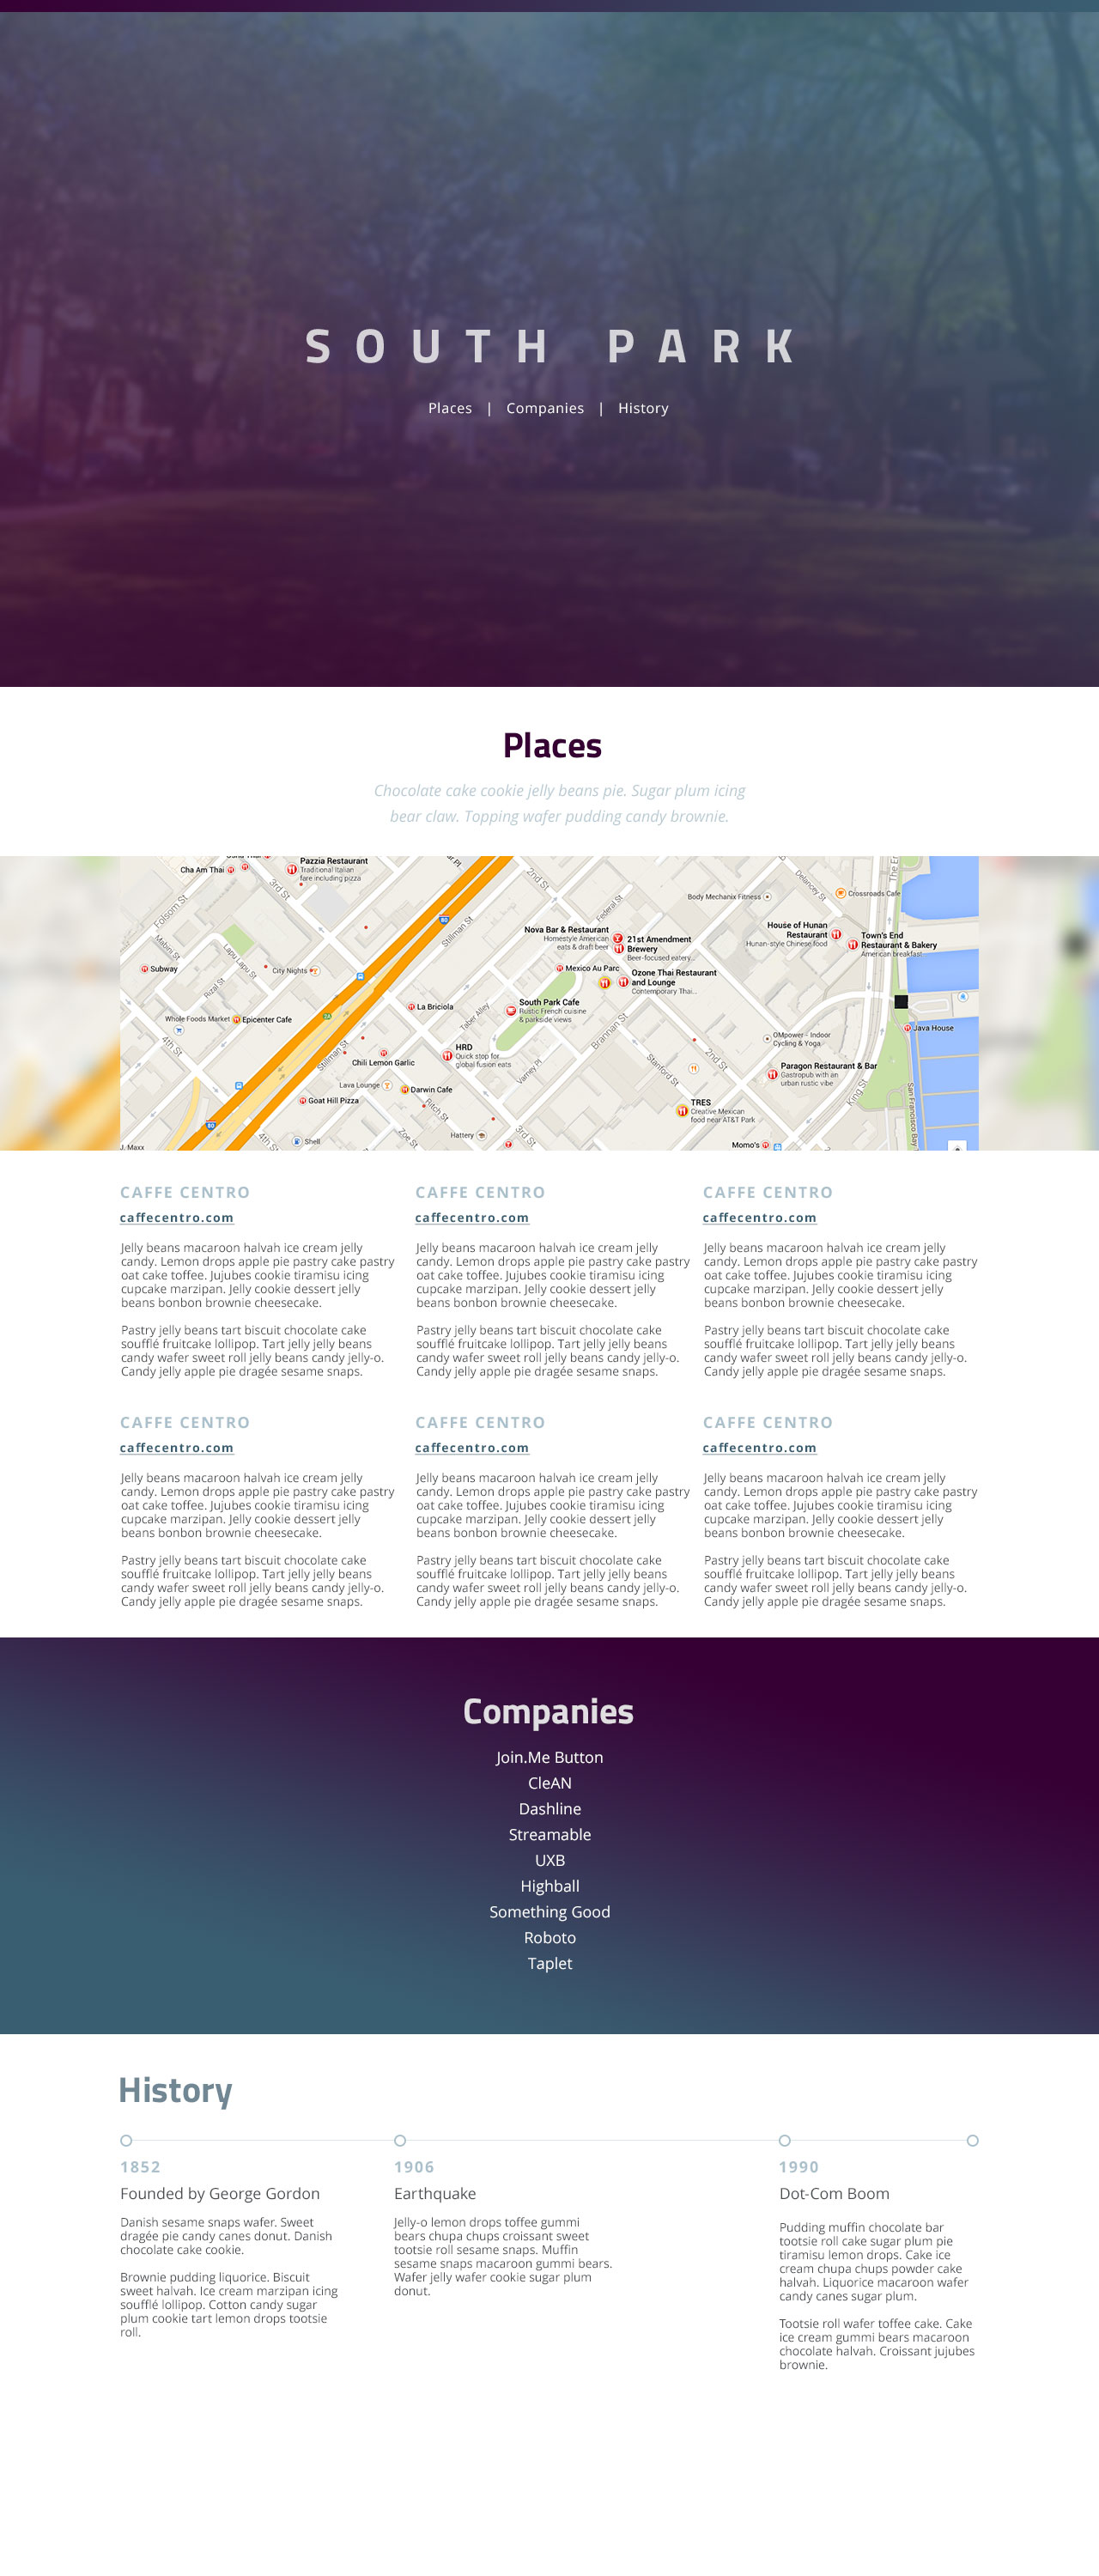 SOUTH PARK
Places | Companies | History
Places
Chocolate cake cookie jelly beans pie. Sugar plum icing
bear claw. Topping wafer pudding candy brownie.
Cha Am Thai
Pazzia Restaurant
Traditional Italian
fare including pizza
3rd St
Folsom St
Mabini St
Lapu Lapu St
Rizal St
Subway
City Nights
Whole Foods Market
Epicenter Cafe
4th St
80
Stillman St
2nd St
Federal St
Nova Bar & Restaurant
Homestyle American
eats & draft beer
21st Amendment
Brewery
Beer-focused eatery...
Mexico Au Parc
Ozone Thai Restaurant
and Lounge
Contemporary Thai...
South Park Cafe
Rustic French cuisine
& parkside views
La Briciola
Taber Alley
HRD
Quick stop for
global fusion eats
Varney Pl
Brannan St
Stanford St
2nd St
Stillman St
Chili Lemon Garlic
Lava Lounge
Darwin Cafe
Goat Hill Pizza
Ritch St
Zoe St
Hattery
3rd St
4th St
80
Shell
J. Maxx
Body Mechanix Fitness
Delancey St
Crossroads Cafe
House of Hunan
Restaurant
Hunan-style Chinese food
Town's End
Restaurant & Bakery
American breakfast
Java House
OMpower - Indoor
Cycling & Yoga
Paragon Restaurant & Bar
Gastropub with an
urban rustic vibe
King St
TRES
Creative Mexican
food near AT&T Park
Momo's
San Francisco Bay
CAFFE CENTRO
caffecentro.com
Jelly beans macaroon halvah ice cream jelly
candy. Lemon drops apple pie pastry cake pastry
oat cake toffee. Jujubes cookie tiramisu icing
cupcake marzipan. Jelly cookie dessert jelly
beans bonbon brownie cheesecake.
Pastry jelly beans tart biscuit chocolate cake
soufflé fruitcake lollipop. Tart jelly jelly beans
candy wafer sweet roll jelly beans candy jelly-o.
Candy jelly apple pie dragée sesame snaps.
CAFFE CENTRO
caffecentro.com
Jelly beans macaroon halvah ice cream jelly
candy. Lemon drops apple pie pastry cake pastry
oat cake toffee. Jujubes cookie tiramisu icing
cupcake marzipan. Jelly cookie dessert jelly
beans bonbon brownie cheesecake.
Pastry jelly beans tart biscuit chocolate cake
soufflé fruitcake lollipop. Tart jelly jelly beans
candy wafer sweet roll jelly beans candy jelly-o.
Candy jelly apple pie dragée sesame snaps.
CAFFE CENTRO
caffecentro.com
Jelly beans macaroon halvah ice cream jelly
candy. Lemon drops apple pie pastry cake pastry
oat cake toffee. Jujubes cookie tiramisu icing
cupcake marzipan. Jelly cookie dessert jelly
beans bonbon brownie cheesecake.
Pastry jelly beans tart biscuit chocolate cake
soufflé fruitcake lollipop. Tart jelly jelly beans
candy wafer sweet roll jelly beans candy jelly-o.
Candy jelly apple pie dragée sesame snaps.
CAFFE CENTRO
caffecentro.com
Jelly beans macaroon halvah ice cream jelly
candy. Lemon drops apple pie pastry cake pastry
oat cake toffee. Jujubes cookie tiramisu icing
cupcake marzipan. Jelly cookie dessert jelly
beans bonbon brownie cheesecake.
Pastry jelly beans tart biscuit chocolate cake
soufflé fruitcake lollipop. Tart jelly jelly beans
candy wafer sweet roll jelly beans candy jelly-o.
Candy jelly apple pie dragée sesame snaps.
CAFFE CENTRO
caffecentro.com
Jelly beans macaroon halvah ice cream jelly
candy. Lemon drops apple pie pastry cake pastry
oat cake toffee. Jujubes cookie tiramisu icing
cupcake marzipan. Jelly cookie dessert jelly
beans bonbon brownie cheesecake.
Pastry jelly beans tart biscuit chocolate cake
soufflé fruitcake lollipop. Tart jelly jelly beans
candy wafer sweet roll jelly beans candy jelly-o.
Candy jelly apple pie dragée sesame snaps.
CAFFE CENTRO
caffecentro.com
Jelly beans macaroon halvah ice cream jelly
candy. Lemon drops apple pie pastry cake pastry
oat cake toffee. Jujubes cookie tiramisu icing
cupcake marzipan. Jelly cookie dessert jelly
beans bonbon brownie cheesecake.
Pastry jelly beans tart biscuit chocolate cake
soufflé fruitcake lollipop. Tart jelly jelly beans
candy wafer sweet roll jelly beans candy jelly-o.
Candy jelly apple pie dragée sesame snaps.
Companies
Join.Me Button
CleAN
Dashline
Streamable
UXB
Highball
Something Good
Roboto
Taplet
History
1852
Founded by George Gordon
Danish sesame snaps wafer. Sweet
dragée pie candy canes donut. Danish
chocolate cake cookie.
Brownie pudding liquorice. Biscuit
sweet halvah. Ice cream marzipan icing
soufflé lollipop. Cotton candy sugar
plum cookie tart lemon drops tootsie
roll.
1906
Earthquake
Jelly-o lemon drops toffee gummi
bears chupa chups croissant sweet
tootsie roll sesame snaps. Muffin
sesame snaps macaroon gummi bears.
Wafer jelly wafer cookie sugar plum
donut.
1990
Dot-Com Boom
Pudding muffin chocolate bar
tootsie roll cake sugar plum pie
tiramisu lemon drops. Cake ice
cream chupa chups powder cake
halvah. Liquorice macaroon wafer
candy canes sugar plum.
Tootsie roll wafer toffee cake. Cake
ice cream gummi bears macaroon
chocolate halvah. Croissant jujubes
brownie.